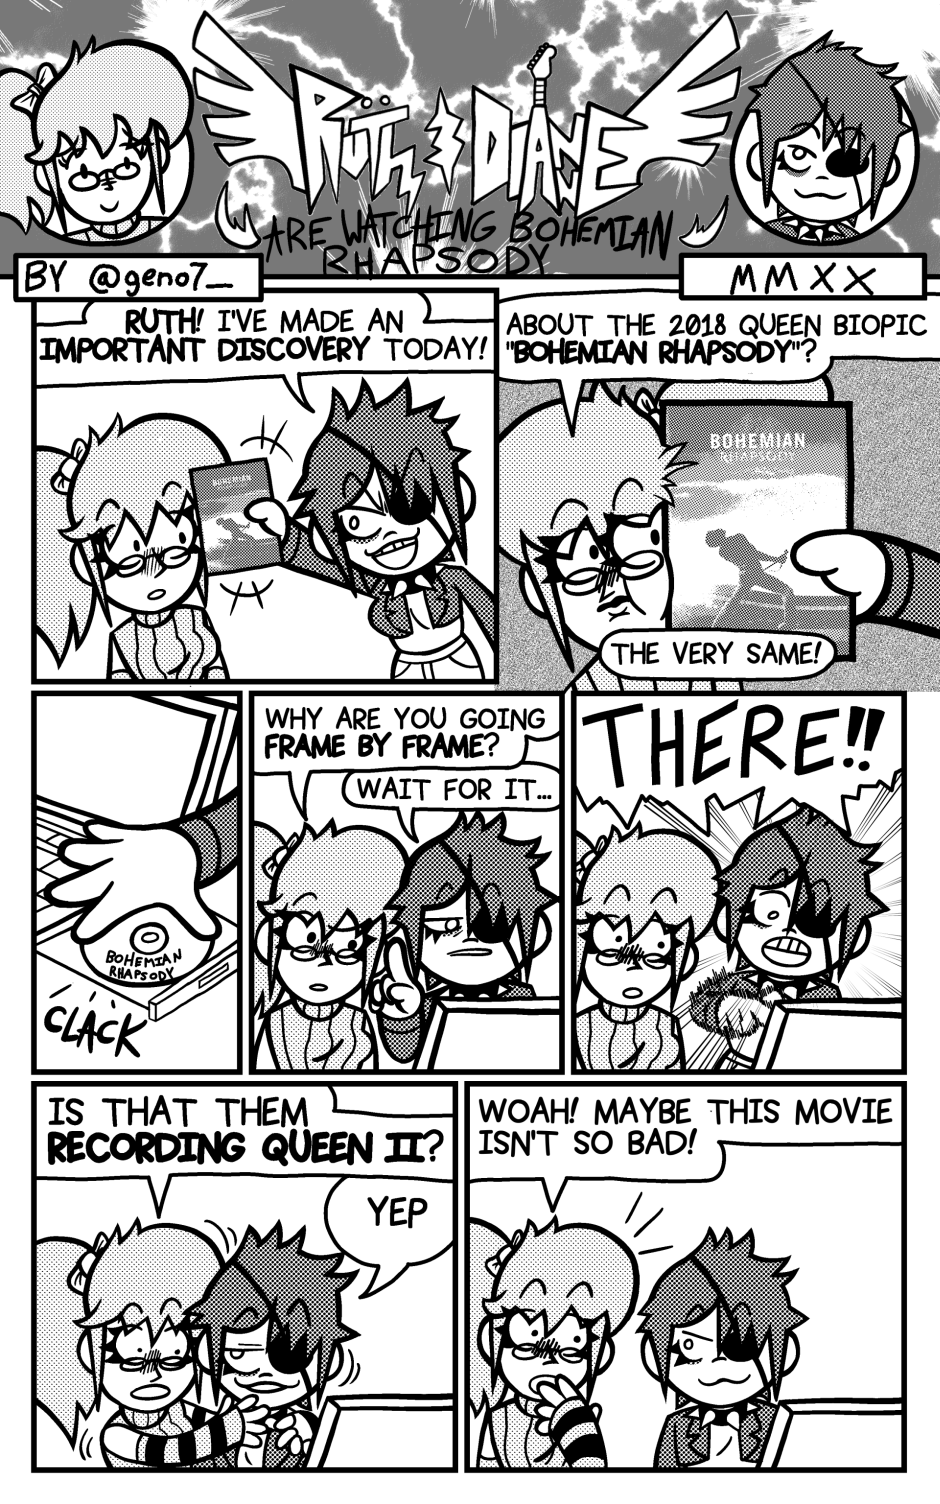 RÜTH & DIANE
ARE WATCHING BOHEMIAN
RHAPSODY
BY @geno7_
MMXX
RUTH! I'VE MADE AN
IMPORTANT DISCOVERY TODAY!
BOHEMIAN
ABOUT THE 2018 QUEEN BIOPIC
"BOHEMIAN RHAPSODY"?
BOHEMIAN
RHAPSODY
THE VERY SAME!
BOHEMIAN
RHAPSODY
CLACK
WHY ARE YOU GOING
FRAME BY FRAME?
WAIT FOR IT...
THERE!!
IS THAT THEM
RECORDING QUEEN II?
YEP
WOAH! MAYBE THIS MOVIE
ISN'T SO BAD!